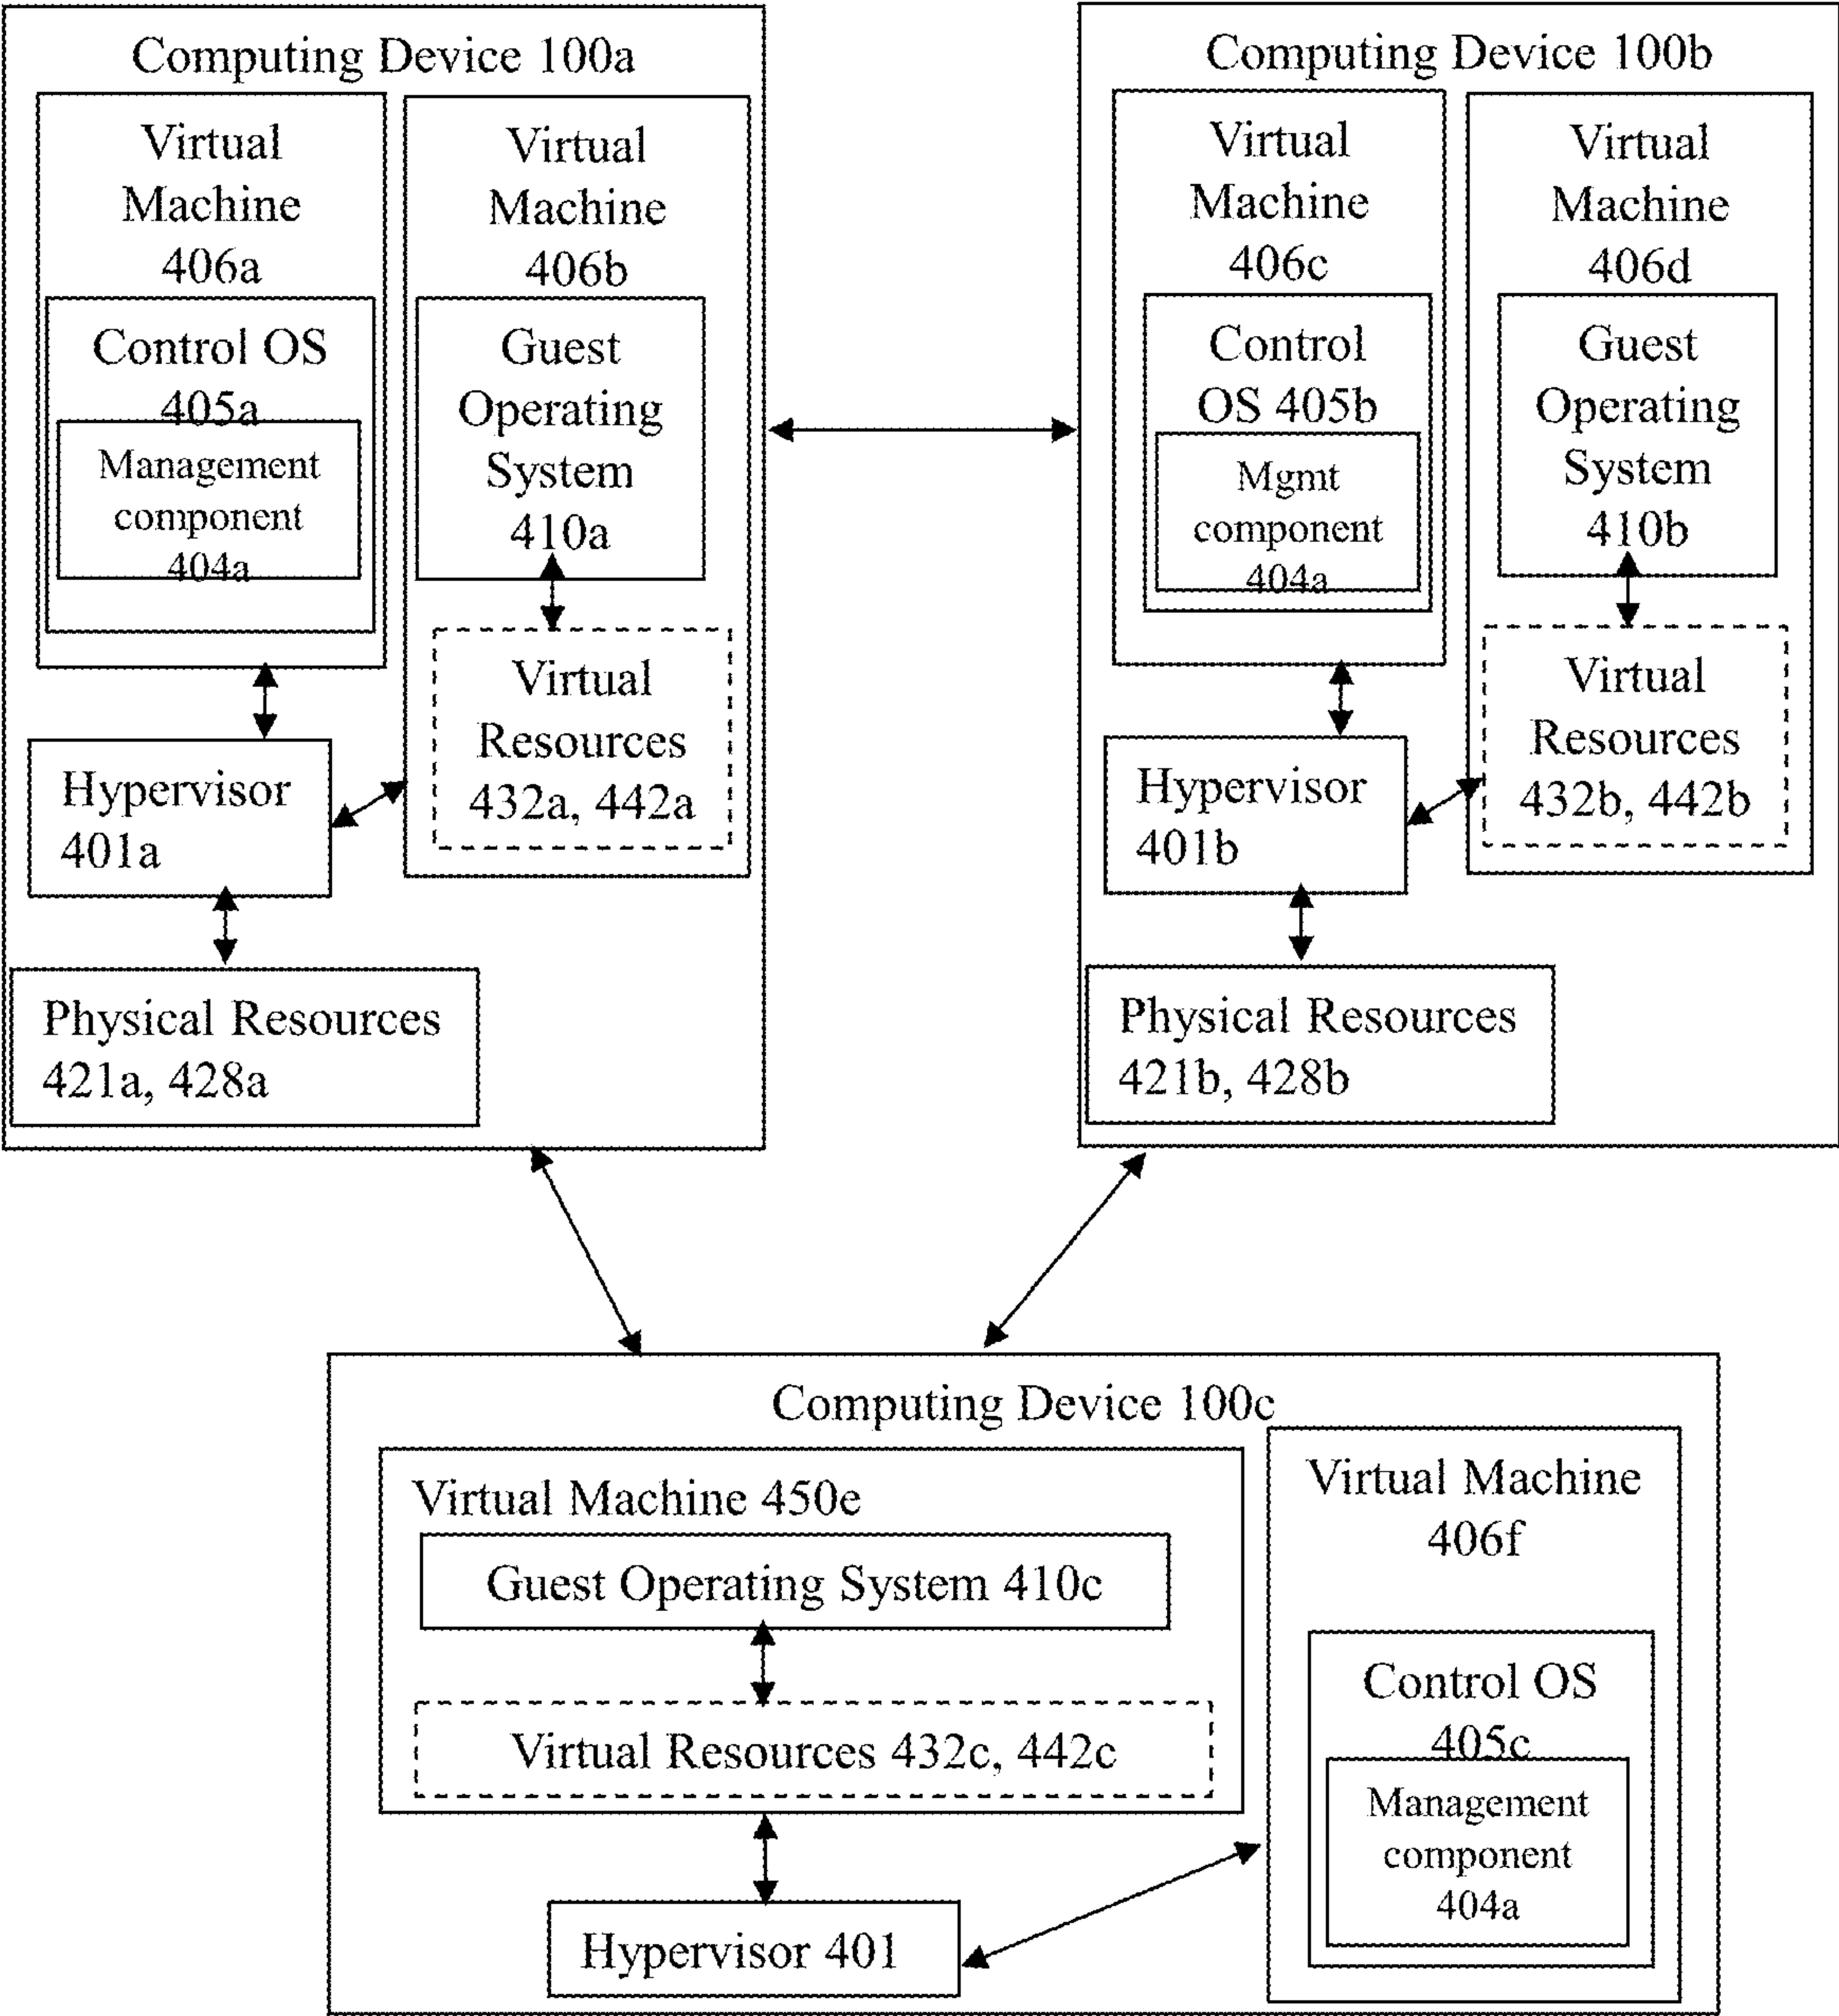 Computing Device 100a
Virtual
Machine
406a
Control OS
405a
Management
component
404a
Virtual
Machine
406b
Guest
Operating
System
410a
Virtual
Resources
432a, 442a
Hypervisor
401a
Physical Resources
421a, 428a
Computing Device 100b
Virtual
Machine
406c
Control
OS 405b
Mgmt
component
404a
Virtual
Machine
406d
Guest
Operating
System
410b
Virtual
Resources
432b, 442b
Hypervisor
401b
Physical Resources
421b, 428b
Computing Device 100c
Virtual Machine 450e
Guest Operating System 410c
Virtual Resources 432c, 442c
Hypervisor 401
Virtual Machine
406f
Control OS
405c
Management
component
404a